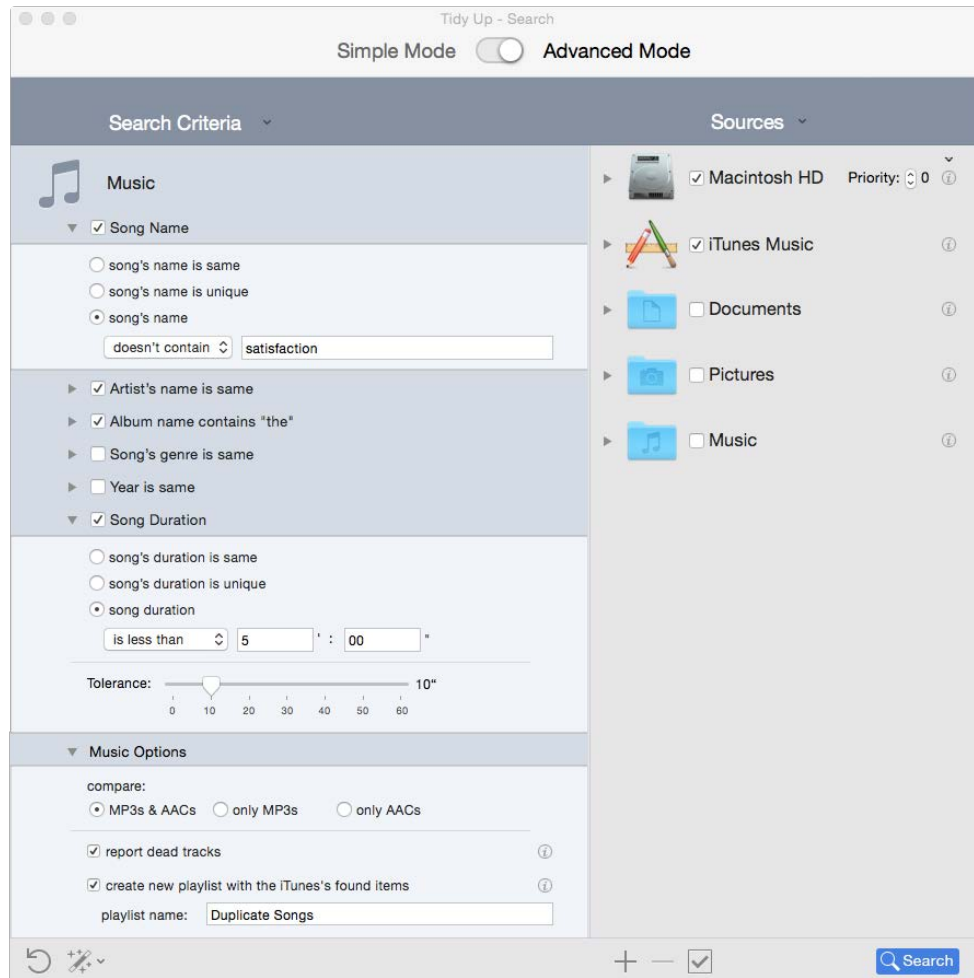 Tidy Up - Search
Simple Mode Advanced Mode
Search Criteria
Music
Song Name
song's name is same
song's name is unique
song's name
doesn't contain satisfaction
Artist's name is same
Album name contains "the"
Song's genre is same
Year is same
Song Duration
song's duration is same
song's duration is unique
song duration
is less than 5 ' : 00 "
Tolerance: 10“
0 10 20 30 40 50 60
Music Options
compare:
MP3s & AACs only MP3s only AACs
report dead tracks
create new playlist with the iTunes's found items
playlist name: Duplicate Songs
Sources
Macintosh HD Priority: 0
iTunes Music
Documents
Pictures
Music
Search